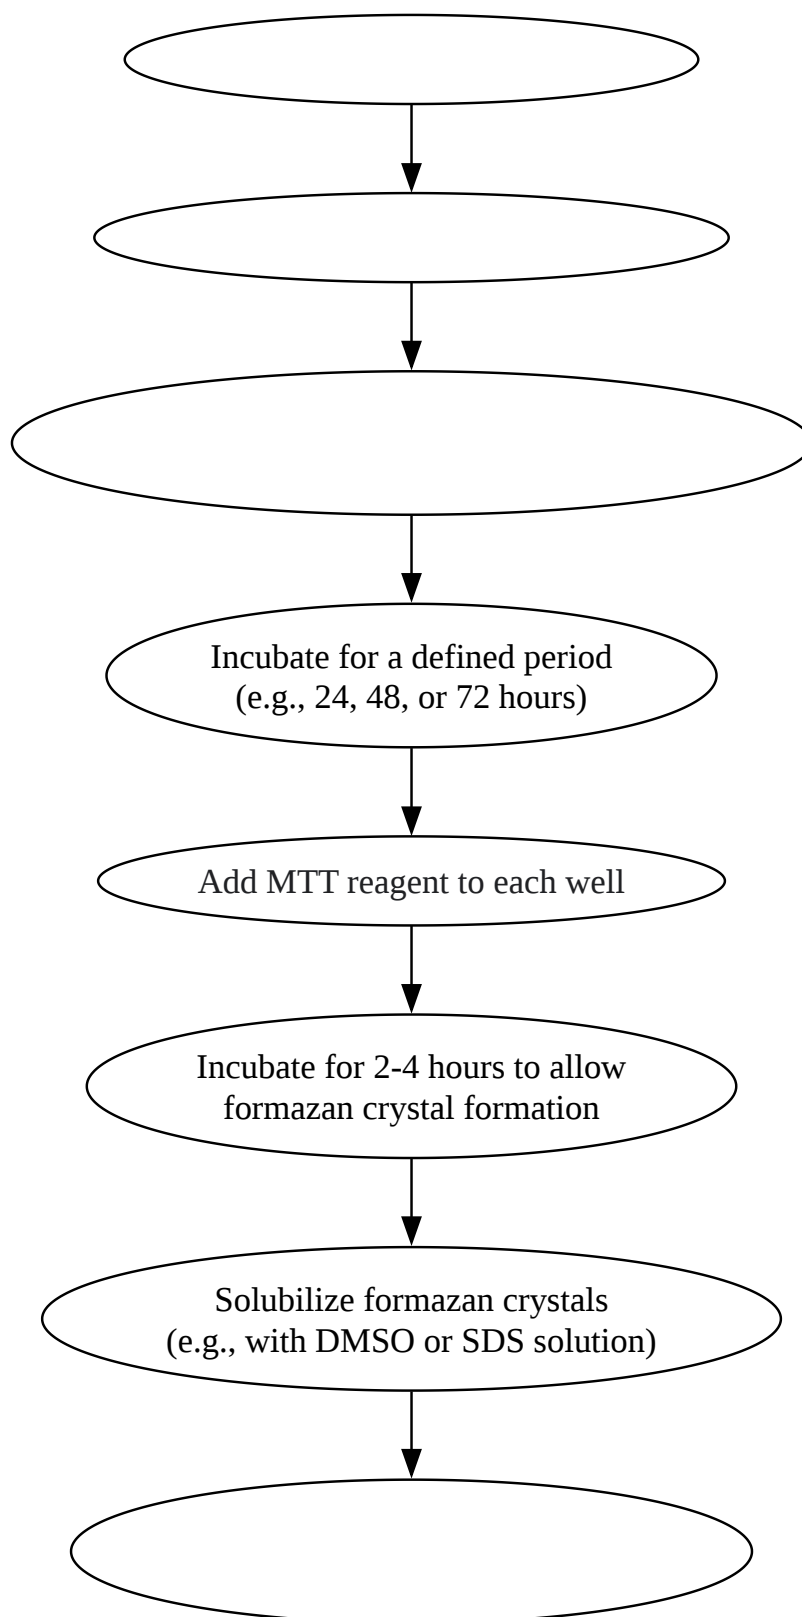 Incubate for a defined period
(e.g., 24, 48, or 72 hours)
Add MTT reagent to each well
Incubate for 2-4 hours to allow
formazan crystal formation
Solubilize formazan crystals
(e.g., with DMSO or SDS solution)